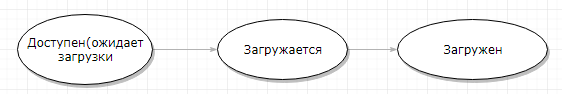 Доступен(ожидает
загрузки
Загружается
Загружен